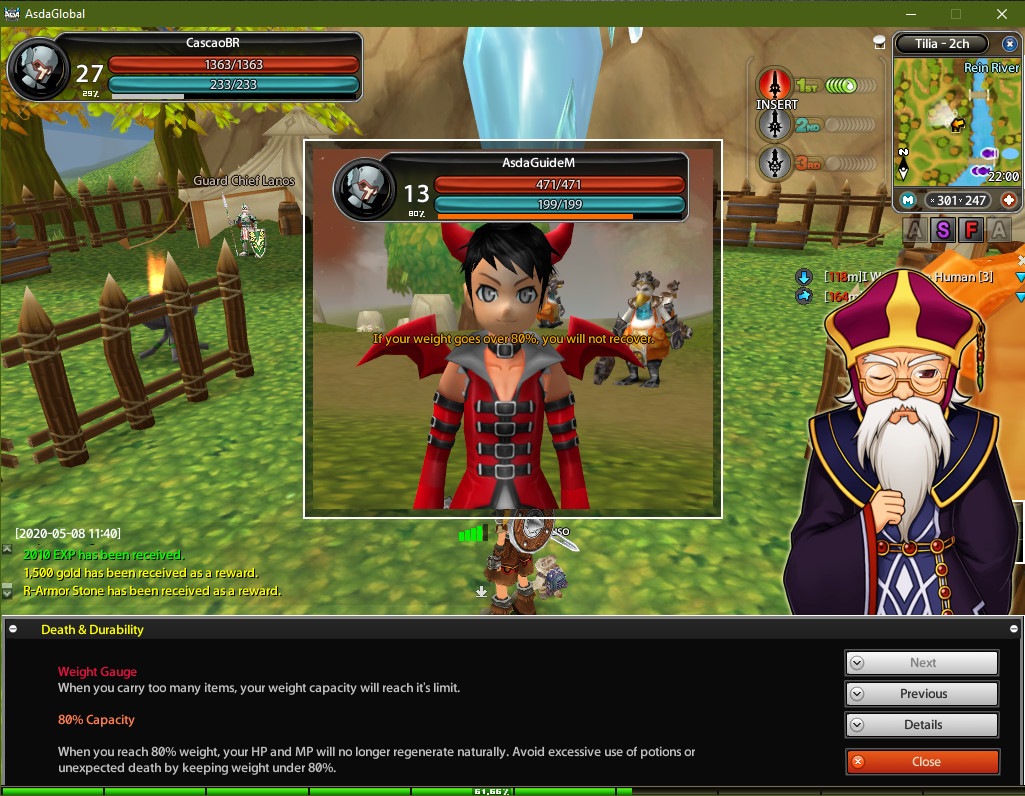 AsdaGlobal
CascaoBR
27
29%
1363/1363
233/233
INSERT
1ST
2ND
3RD
Tilia - 2ch
Rein River
N
22:00
M
x 301 Y 247
A S F A
Guard Chief Lanos
AsdaGuideM
13
80%
471/471
199/199
[118m]I W
Human [3]
[164m
If your weight goes over 80%, you will not recover.
[2020-05-08 11:40]
2010 EXP has been received.
1,500 gold has been received as a reward.
R-Armor Stone has been received as a reward.
Death & Durability
Weight Gauge
When you carry too many items, your weight capacity will reach it's limit.
80% Capacity
When you reach 80% weight, your HP and MP will no longer regenerate naturally. Avoid excessive use of potions or
unexpected death by keeping weight under 80%.
Next
Previous
Details
Close
61,66%